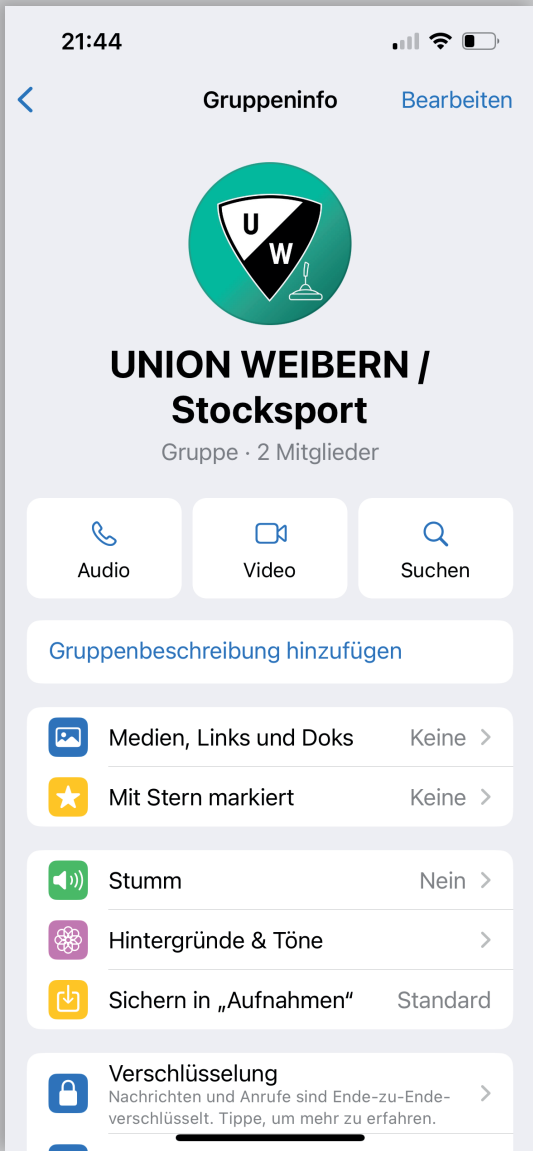 21:44
Gruppeninfo
Bearbeiten
U
W
UNION WEIBERN /
Stocksport
Gruppe · 2 Mitglieder
Audio
Video
Suchen
Gruppenbeschreibung hinzufügen
Medien, Links und Doks
Keine
Mit Stern markiert
Keine
Stumm
Nein
Hintergründe & Töne
Sichern in „Aufnahmen“
Standard
Verschlüsselung
Nachrichten und Anrufe sind Ende-zu-Ende-
verschlüsselt. Tippe, um mehr zu erfahren.